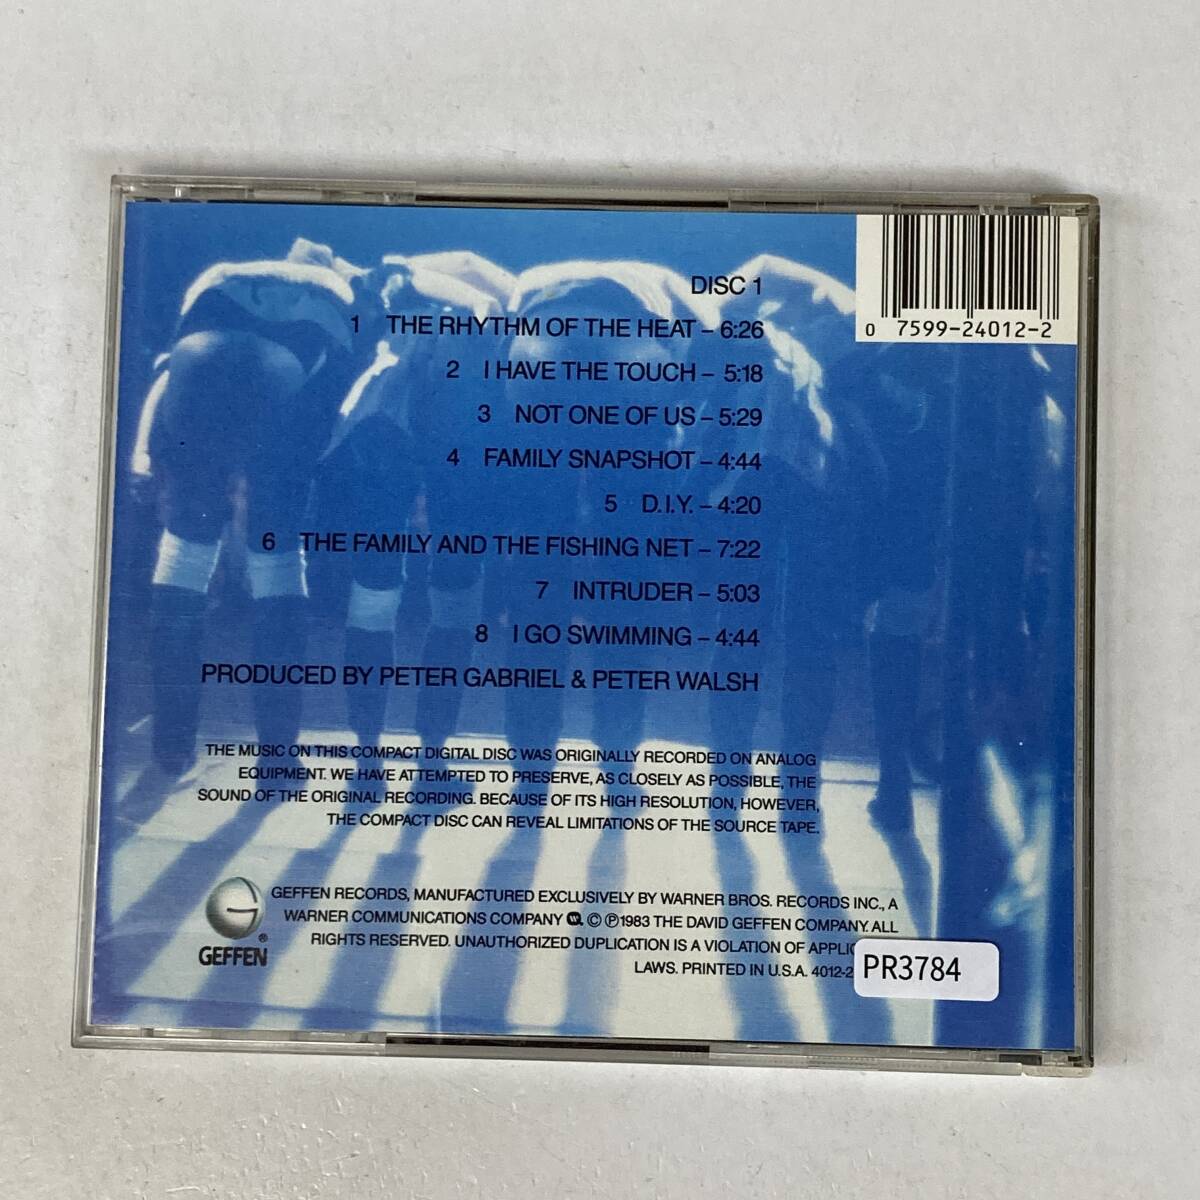 DISC 1
1 THE RHYTHM OF THE HEAT – 6:26
2 I HAVE THE TOUCH – 5:18
3 NOT ONE OF US – 5:29
4 FAMILY SNAPSHOT – 4:44
5 D.I.Y. – 4:20
6 THE FAMILY AND THE FISHING NET – 7:22
7 INTRUDER – 5:03
8 I GO SWIMMING – 4:44
PRODUCED BY PETER GABRIEL & PETER WALSH
0 7599-24012-2
THE MUSIC ON THIS COMPACT DIGITAL DISC WAS ORIGINALLY RECORDED ON ANALOG
EQUIPMENT. WE HAVE ATTEMPTED TO PRESERVE, AS CLOSELY AS POSSIBLE, THE
SOUND OF THE ORIGINAL RECORDING. BECAUSE OF ITS HIGH RESOLUTION, HOWEVER,
THE COMPACT DISC CAN REVEAL LIMITATIONS OF THE SOURCE TAPE.
GEFFEN RECORDS, MANUFACTURED EXCLUSIVELY BY WARNER BROS. RECORDS INC., A
WARNER COMMUNICATIONS COMPANY. © ℗ 1983 THE DAVID GEFFEN COMPANY. ALL
RIGHTS RESERVED. UNAUTHORIZED DUPLICATION IS A VIOLATION OF
LAWS. PRINTED IN U.S.A. 4012-2
GEFFEN ®
PR3784